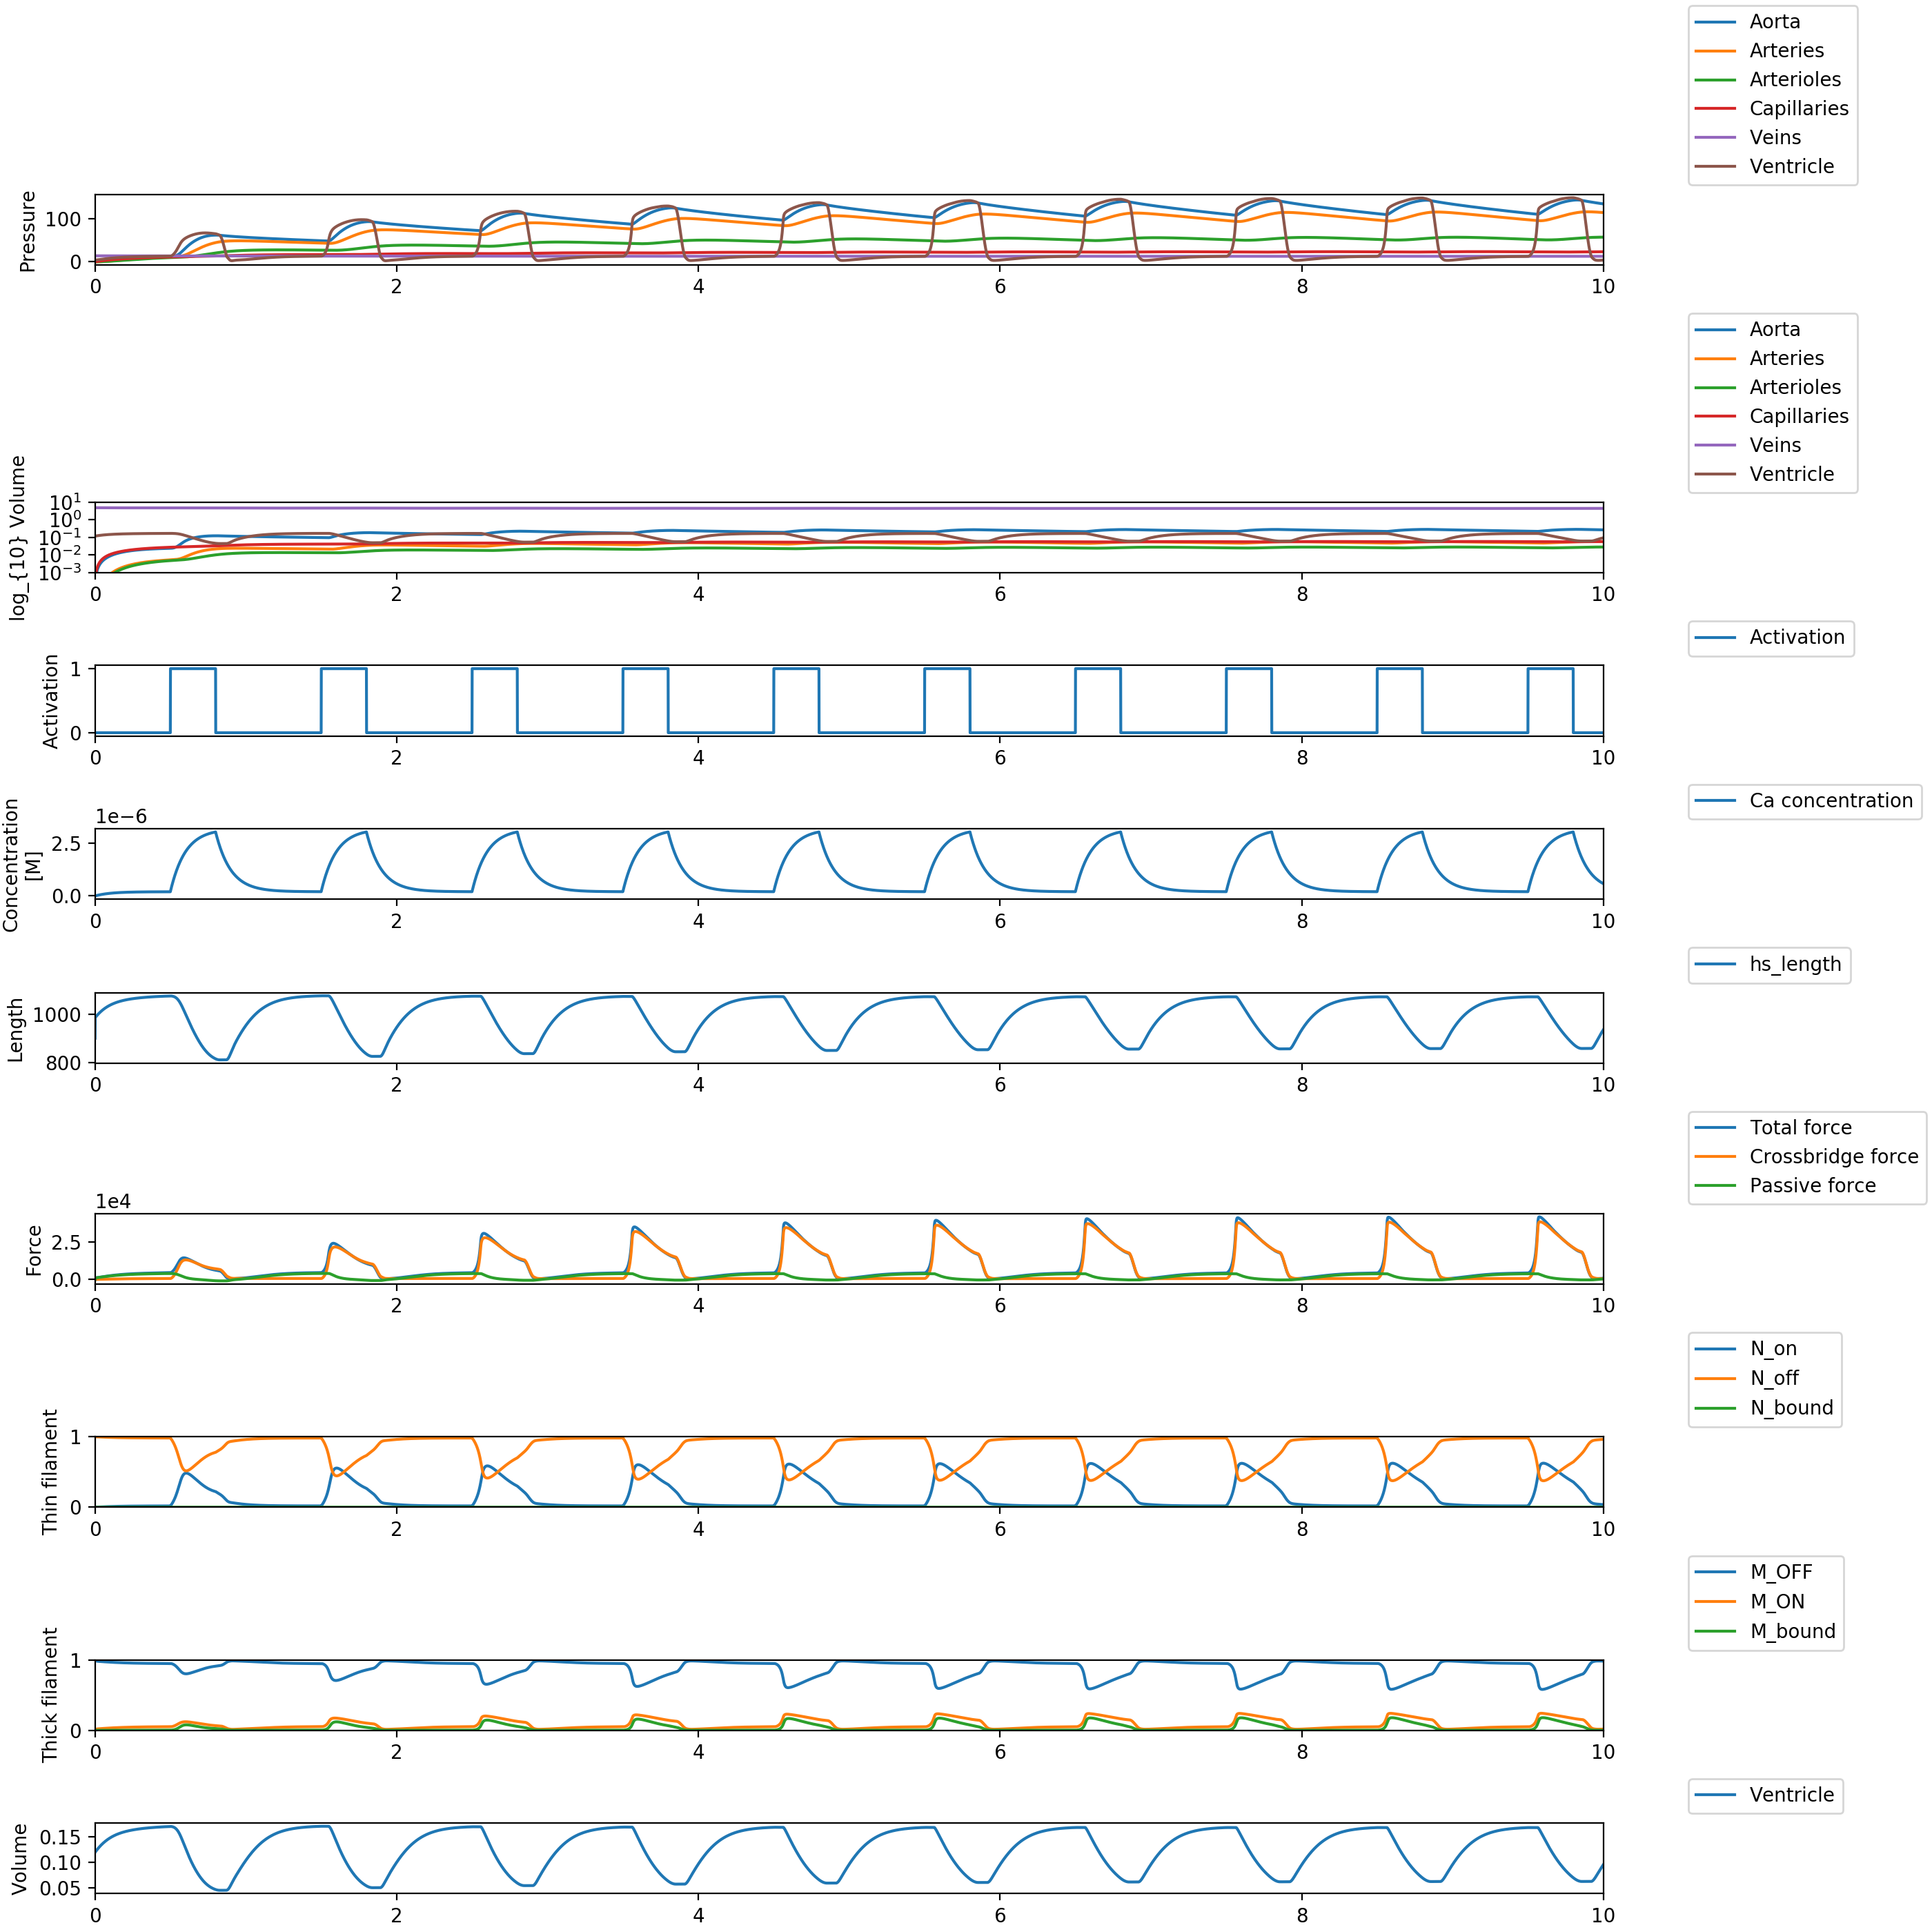 Aorta
Arteries
Arterioles
Capillaries
Veins
Ventricle
Pressure
100
0
0 2 4 6 8 10
Aorta
Arteries
Arterioles
Capillaries
Veins
Ventricle
log_{10} Volume
10¹
10⁰
10⁻¹
10⁻²
10⁻³
0 2 4 6 8 10
Activation
Activation
1
0
0 2 4 6 8 10
Ca concentration
1e−6
Concentration
[M]
2.5
0.0
0 2 4 6 8 10
hs_length
Length
1000
800
0 2 4 6 8 10
Total force
Crossbridge force
Passive force
1e4
Force
2.5
0.0
0 2 4 6 8 10
N_on
N_off
N_bound
Thin filament
1
0
0 2 4 6 8 10
M_OFF
M_ON
M_bound
Thick filament
1
0
0 2 4 6 8 10
Ventricle
Volume
0.15
0.10
0.05
0 2 4 6 8 10